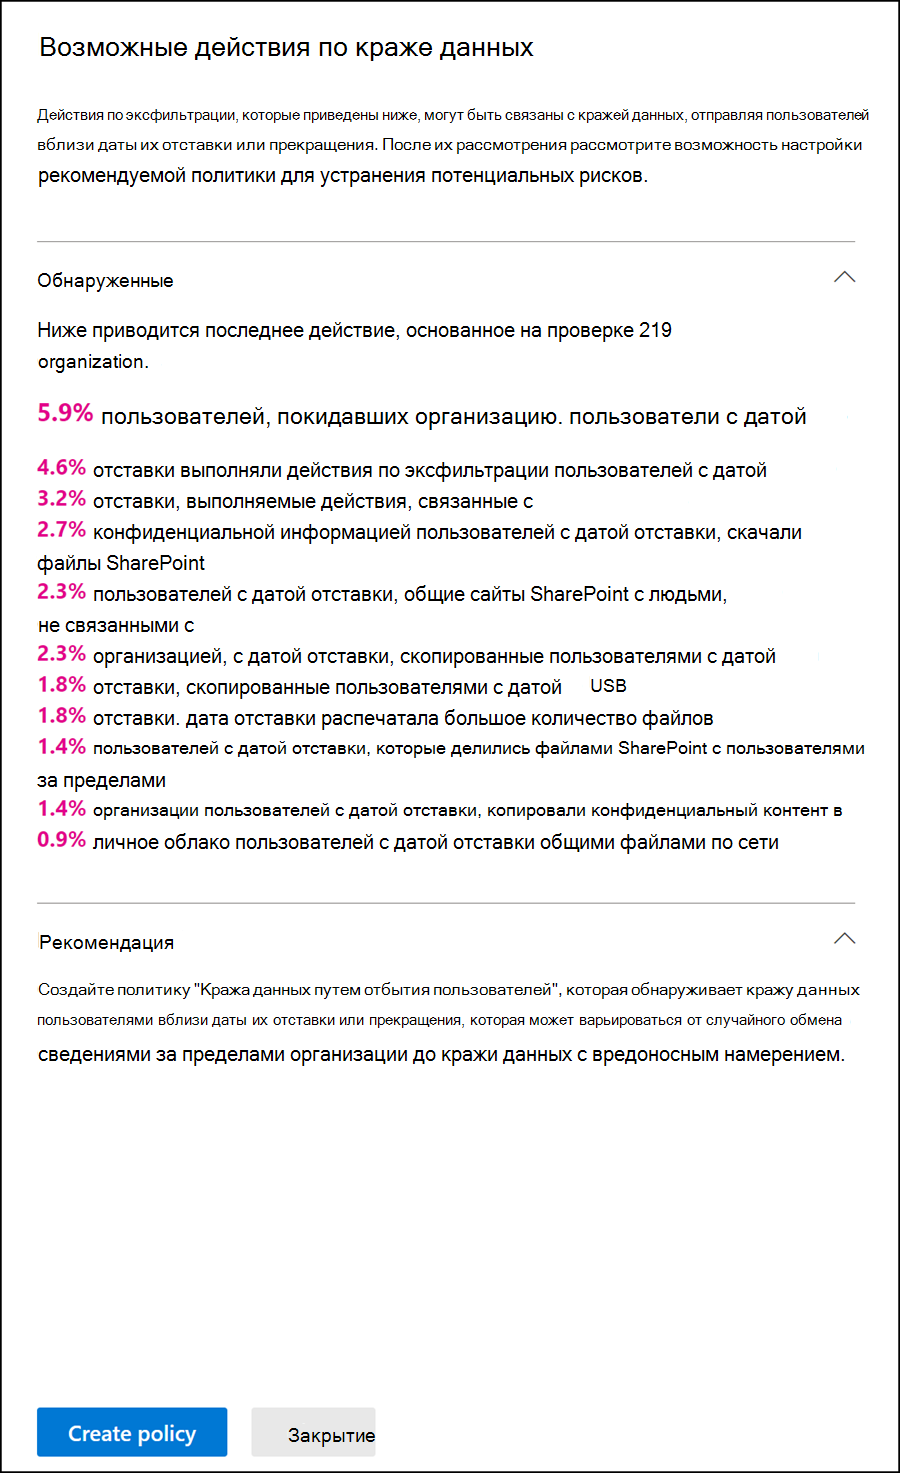 Возможные действия по краже данных
Действия по эксфильтрации, которые приведены ниже, могут быть связаны с кражей данных, отправляя пользователей
вблизи даты их отставки или прекращения. После их рассмотрения рассмотрите возможность настройки
рекомендуемой политики для устранения потенциальных рисков.
Обнаруженные
Ниже приводится последнее действие, основанное на проверке 219
organization.
5.9% пользователей, покидавших организацию. пользователи с датой
4.6% отставки выполняли действия по эксфильтрации пользователей с датой
3.2% отставки, выполняемые действия, связанные с
2.7% конфиденциальной информацией пользователей с датой отставки, скачали
файлы SharePoint
2.3% пользователей с датой отставки, общие сайты SharePoint с людьми,
не связанными с
2.3% организацией, с датой отставки, скопированные пользователями с датой
1.8% отставки, скопированные пользователями с датой USB
1.8% отставки. дата отставки распечатала большое количество файлов
1.4% пользователей с датой отставки, которые делились файлами SharePoint с пользователями
за пределами
1.4% организации пользователей с датой отставки, копировали конфиденциальный контент в
0.9% личное облако пользователей с датой отставки общими файлами по сети
Рекомендация
Создайте политику "Кража данных путем отбытия пользователей", которая обнаруживает кражу данных
пользователями вблизи даты их отставки или прекращения, которая может варьироваться от случайного обмена
сведениями за пределами организации до кражи данных с вредоносным намерением.
Create policy
Закрытие